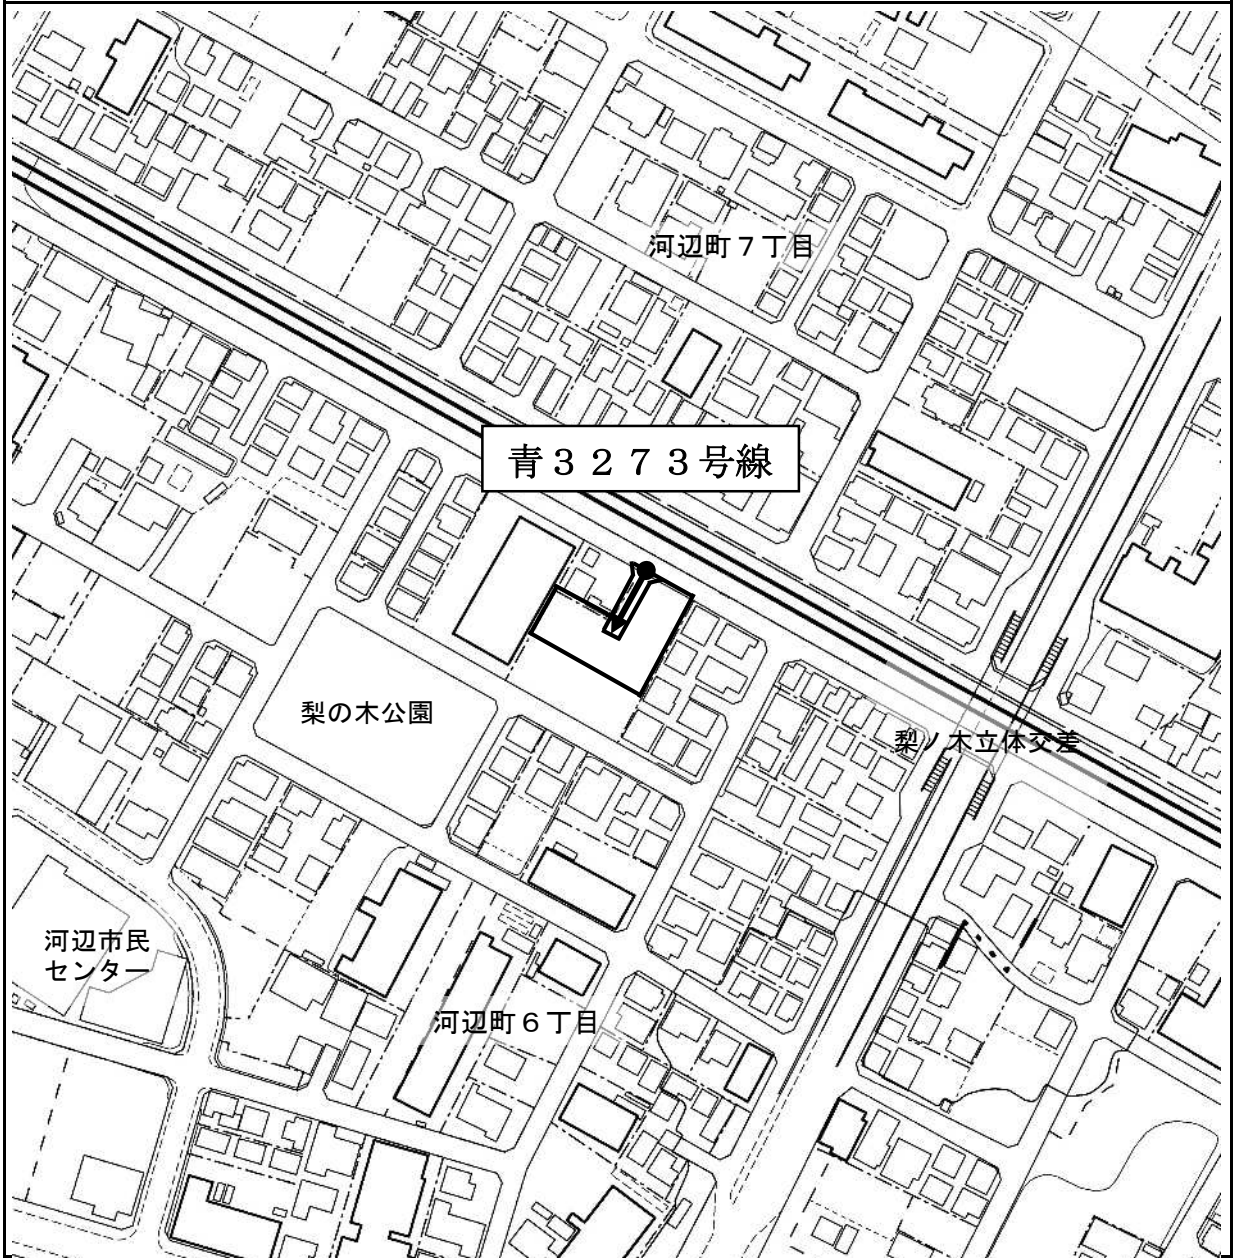 河辺町７丁目
青３２７３号線
梨の木公園
梨ノ木立体交差
河辺市民
センター
河辺町６丁目